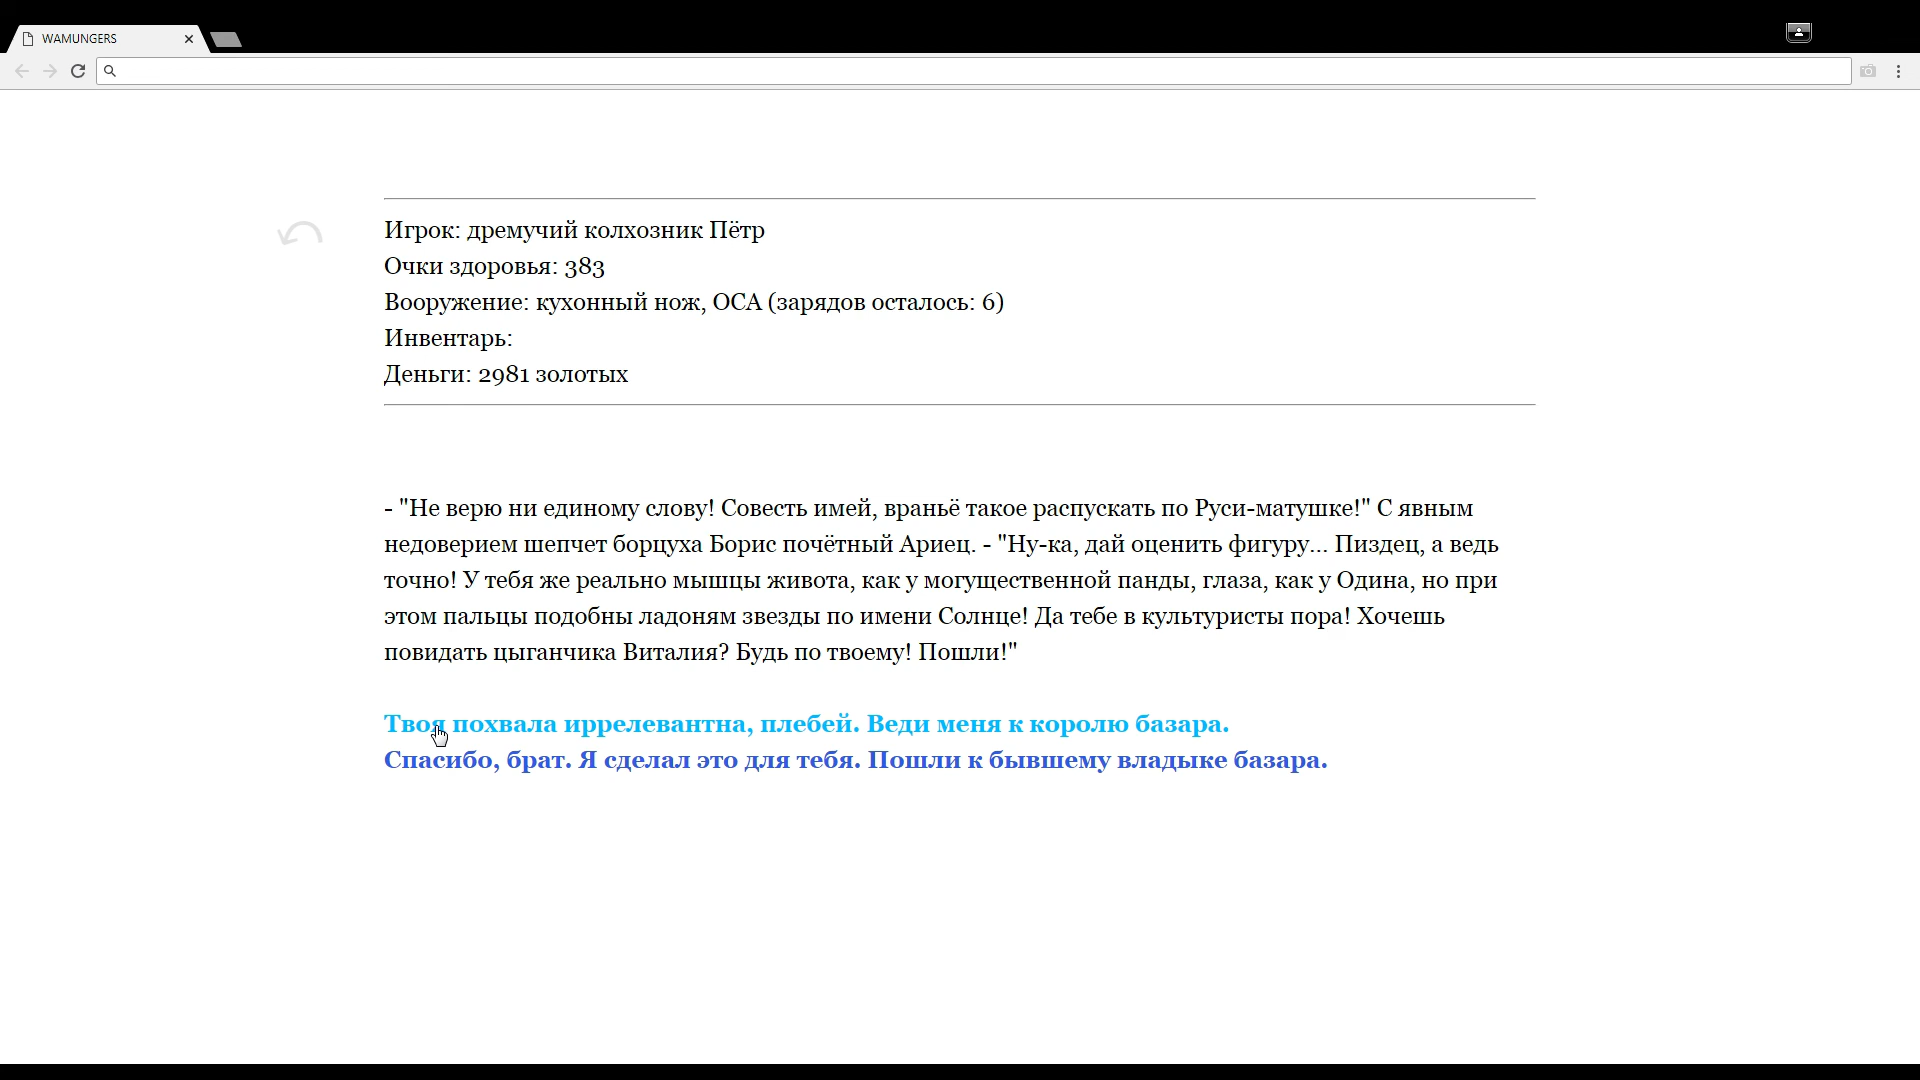 WAMUNGERS
Игрок: дремучий колхозник Пётр
Очки здоровья: 383
Вооружение: кухонный нож, ОСА (зарядов осталось: 6)
Инвентарь:
Деньги: 2981 золотых
- "Не верю ни единому слову! Совесть имей, враньё такое распускать по Руси-матушке!" С явным
недоверием шепчет борцуха Борис почётный Ариец. - "Ну-ка, дай оценить фигуру... Пиздец, а ведь
точно! У тебя же реально мышцы живота, как у могущественной панды, глаза, как у Одина, но при
этом пальцы подобны ладоням звезды по имени Солнце! Да тебе в культуристы пора! Хочешь
повидать цыганчика Виталия? Будь по твоему! Пошли!"
Твоя похвала иррелевантна, плебей. Веди меня к королю базара.
Спасибо, брат. Я сделал это для тебя. Пошли к бывшему владыке базара.